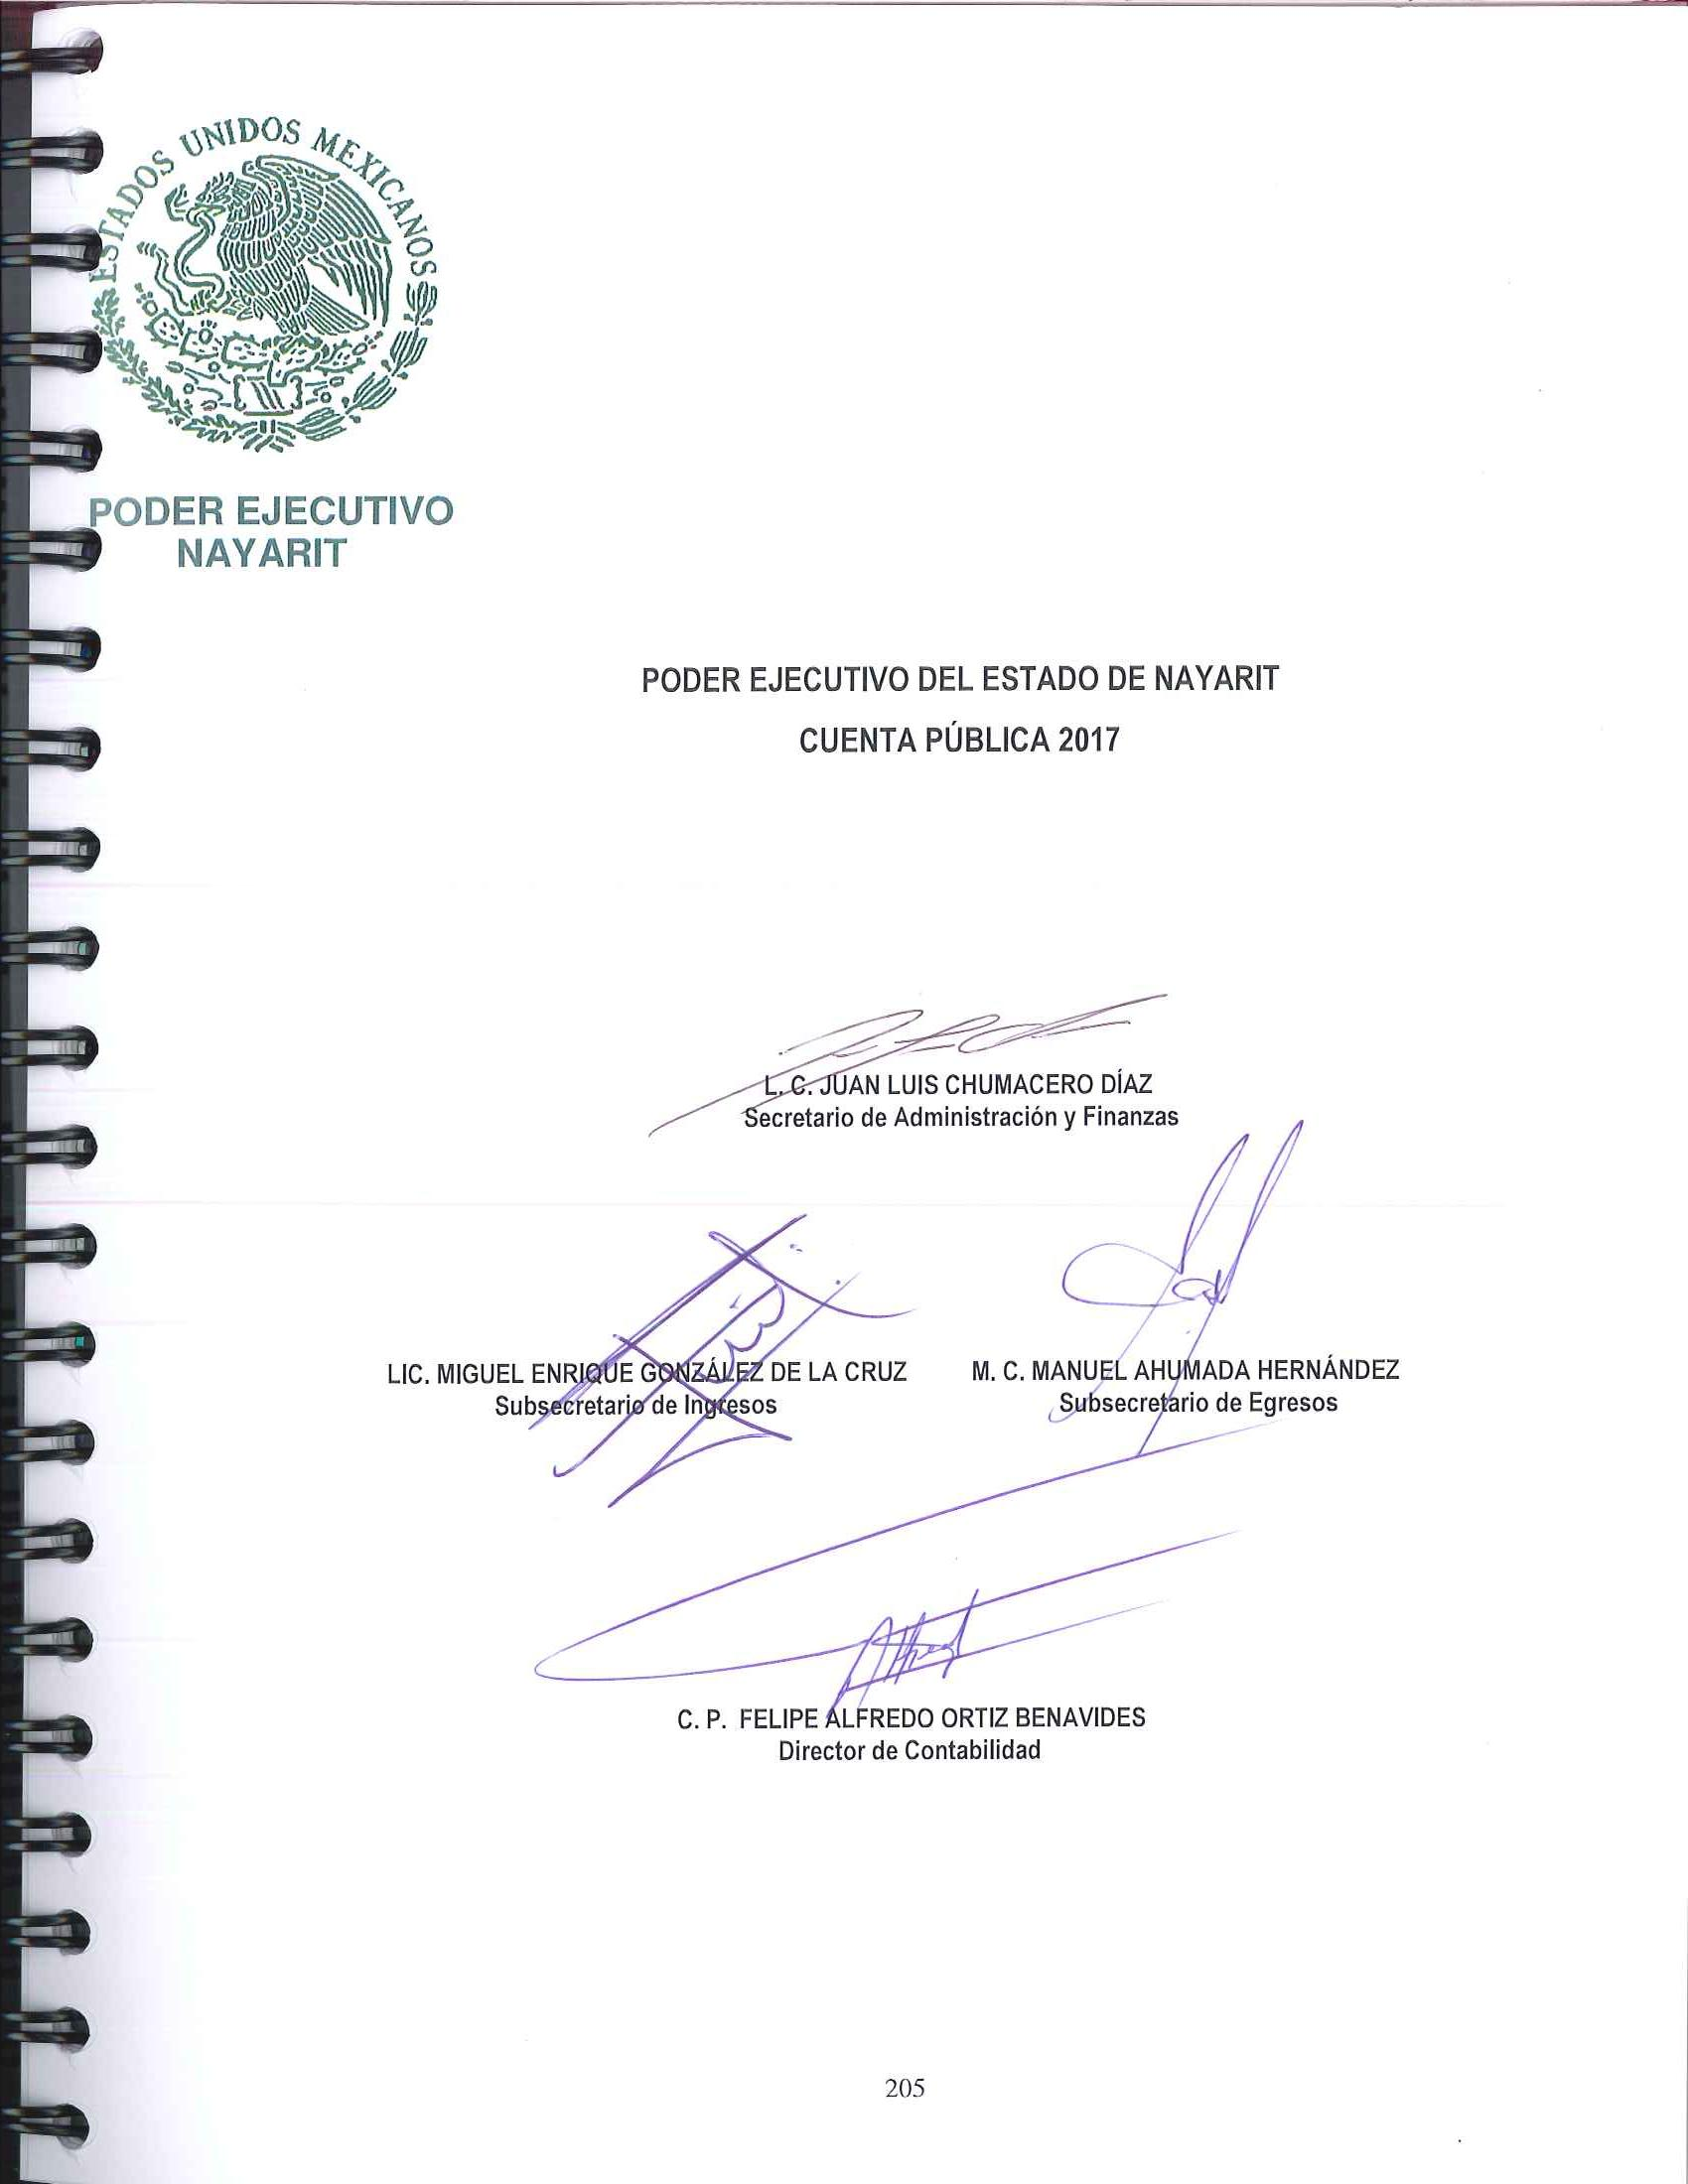 ESTADOS UNIDOS MEXICANOS
PODER EJECUTIVO
NAYARIT
PODER EJECUTIVO DEL ESTADO DE NAYARIT
CUENTA PÚBLICA 2017
L. C. JUAN LUIS CHUMACERO DÍAZ
Secretario de Administración y Finanzas
LIC. MIGUEL ENRIQUE GONZÁLEZ DE LA CRUZ
Subsecretario de Ingresos
M. C. MANUEL AHUMADA HERNÁNDEZ
Subsecretario de Egresos
C. P. FELIPE ALFREDO ORTIZ BENAVIDES
Director de Contabilidad
205